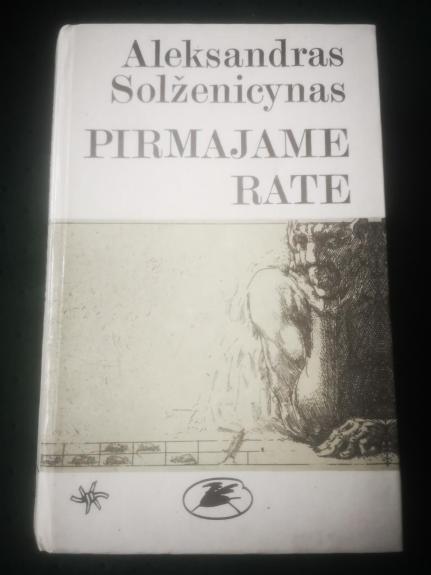 Aleksandras
Solženicynas
PIRMAJAME
RATE